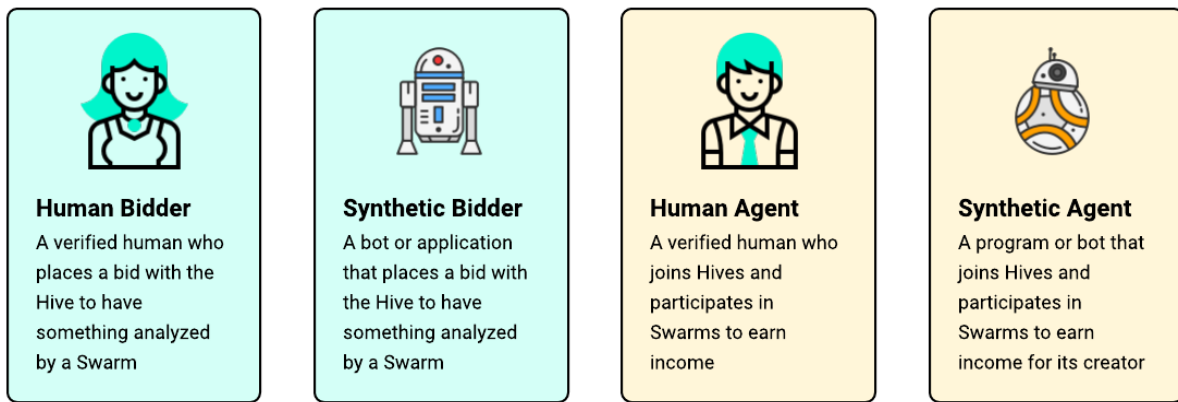 Human Bidder
A verified human who
places a bid with the
Hive to have
something analyzed
by a Swarm
Synthetic Bidder
A bot or application
that places a bid with
the Hive to have
something analyzed
by a Swarm
Human Agent
A verified human who
joins Hives and
participates in
Swarms to earn
income
Synthetic Agent
A program or bot that
joins Hives and
participates in
Swarms to earn
income for its creator